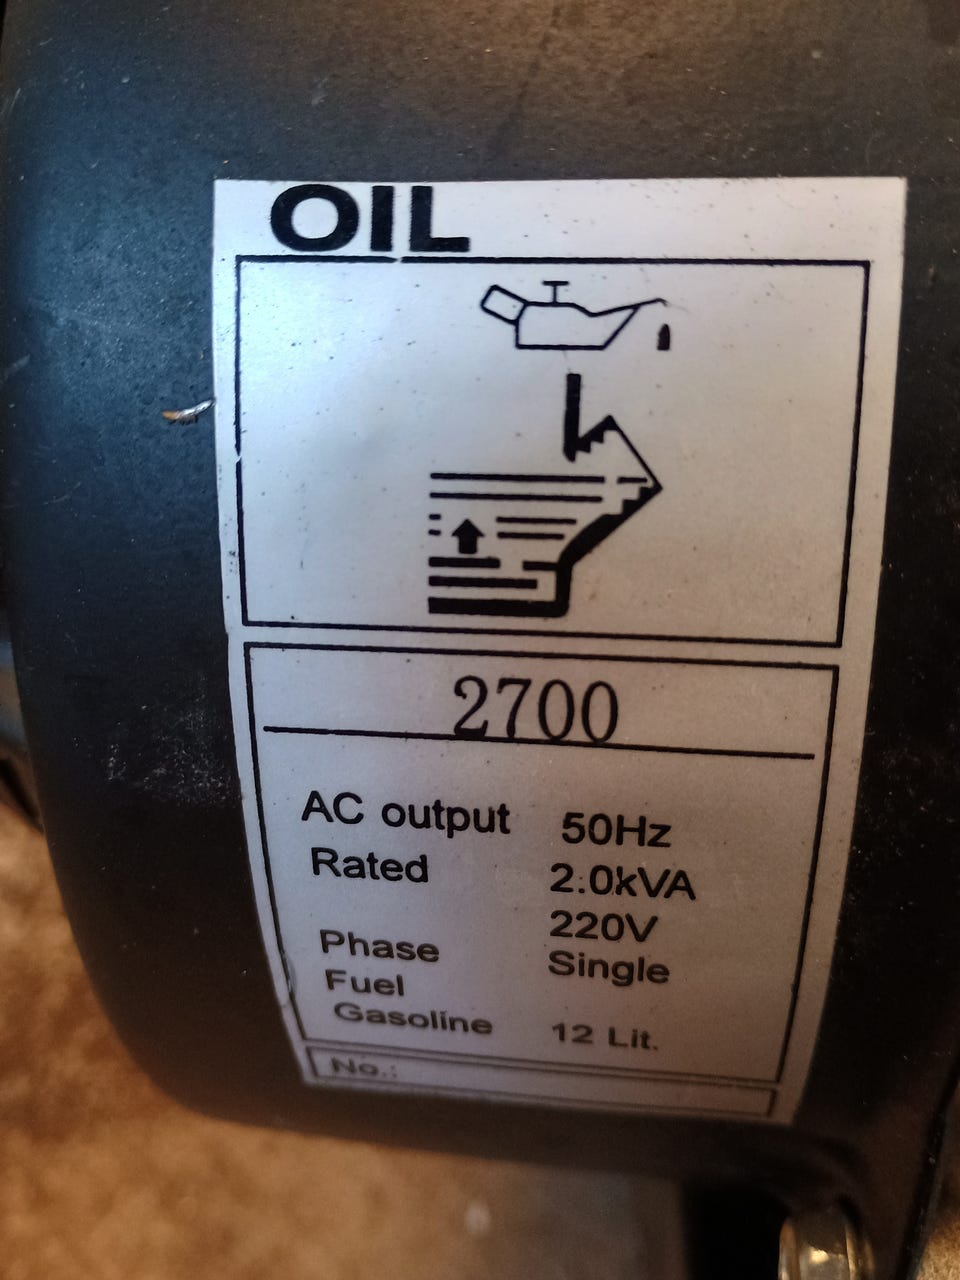 OIL
2700
AC output 50Hz
Rated 2.0kVA
220V
Phase Single
Fuel
Gasoline 12 Lit.
No.: